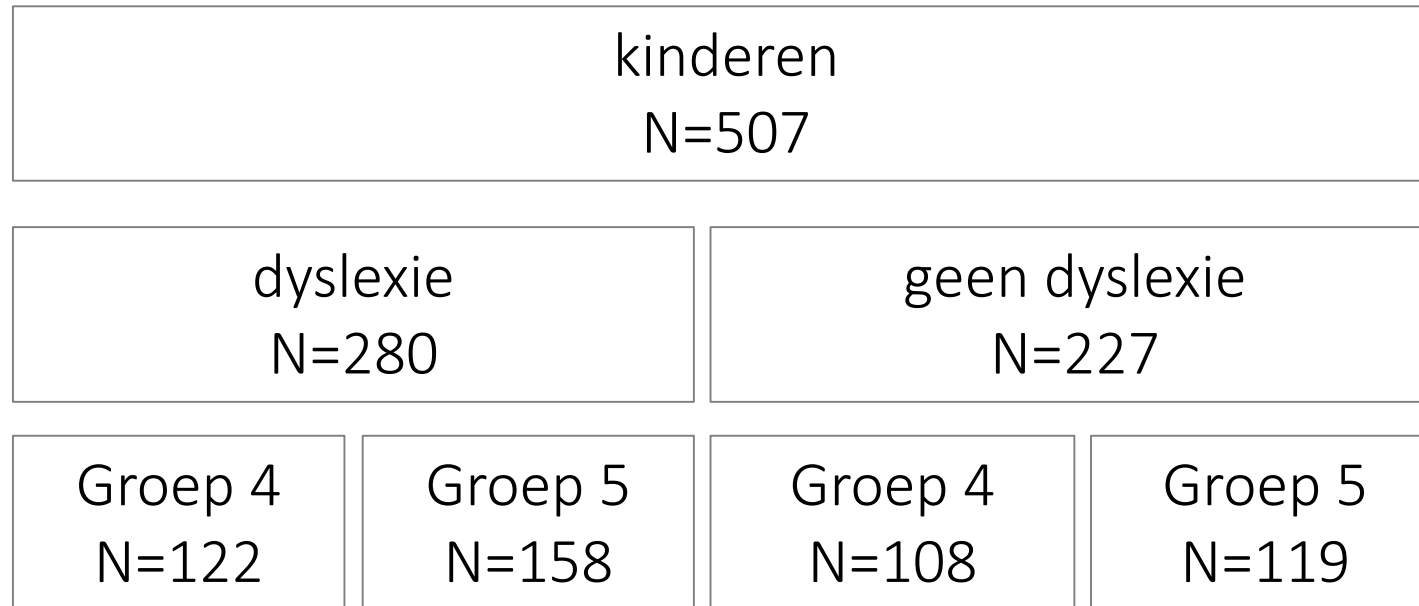 kinderen
N=507
dyslexie
N=280
geen dyslexie
N=227
Groep 4
N=122
Groep 5
N=158
Groep 4
N=108
Groep 5
N=119